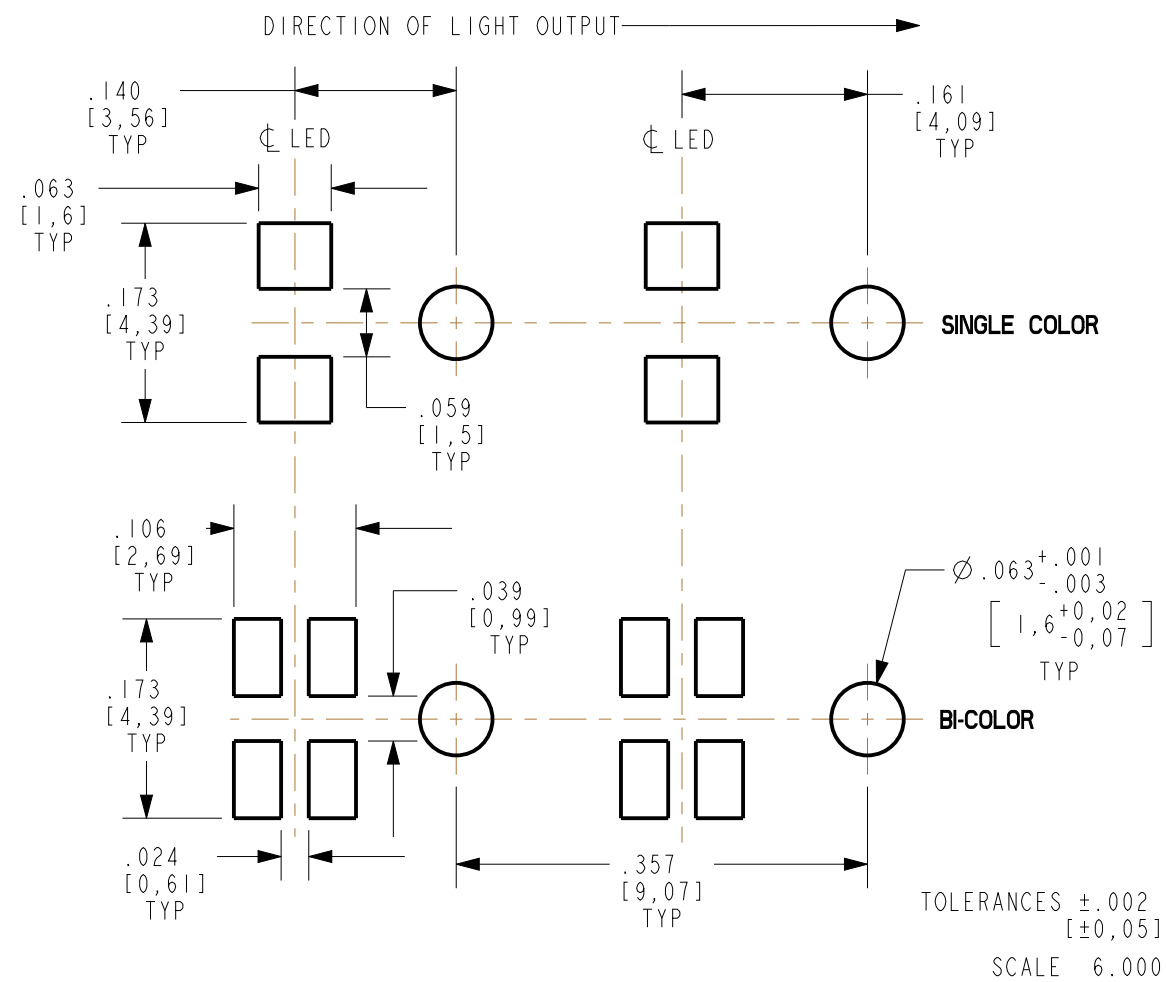 DIRECTION OF LIGHT OUTPUT
.140
[3,56]
TYP
.161
[4,09]
TYP
℄ LED
℄ LED
.063
[1,6]
TYP
.173
[4,39]
TYP
SINGLE COLOR
.059
[1,5]
TYP
.106
[2,69]
TYP
.039
[0,99]
TYP
Ø.063 +.001
-.003
[1,6 +0,02
-0,07]
TYP
.173
[4,39]
TYP
BI-COLOR
.024
[0,61]
TYP
.357
[9,07]
TYP
TOLERANCES ±.002
[±0,05]
SCALE 6.000